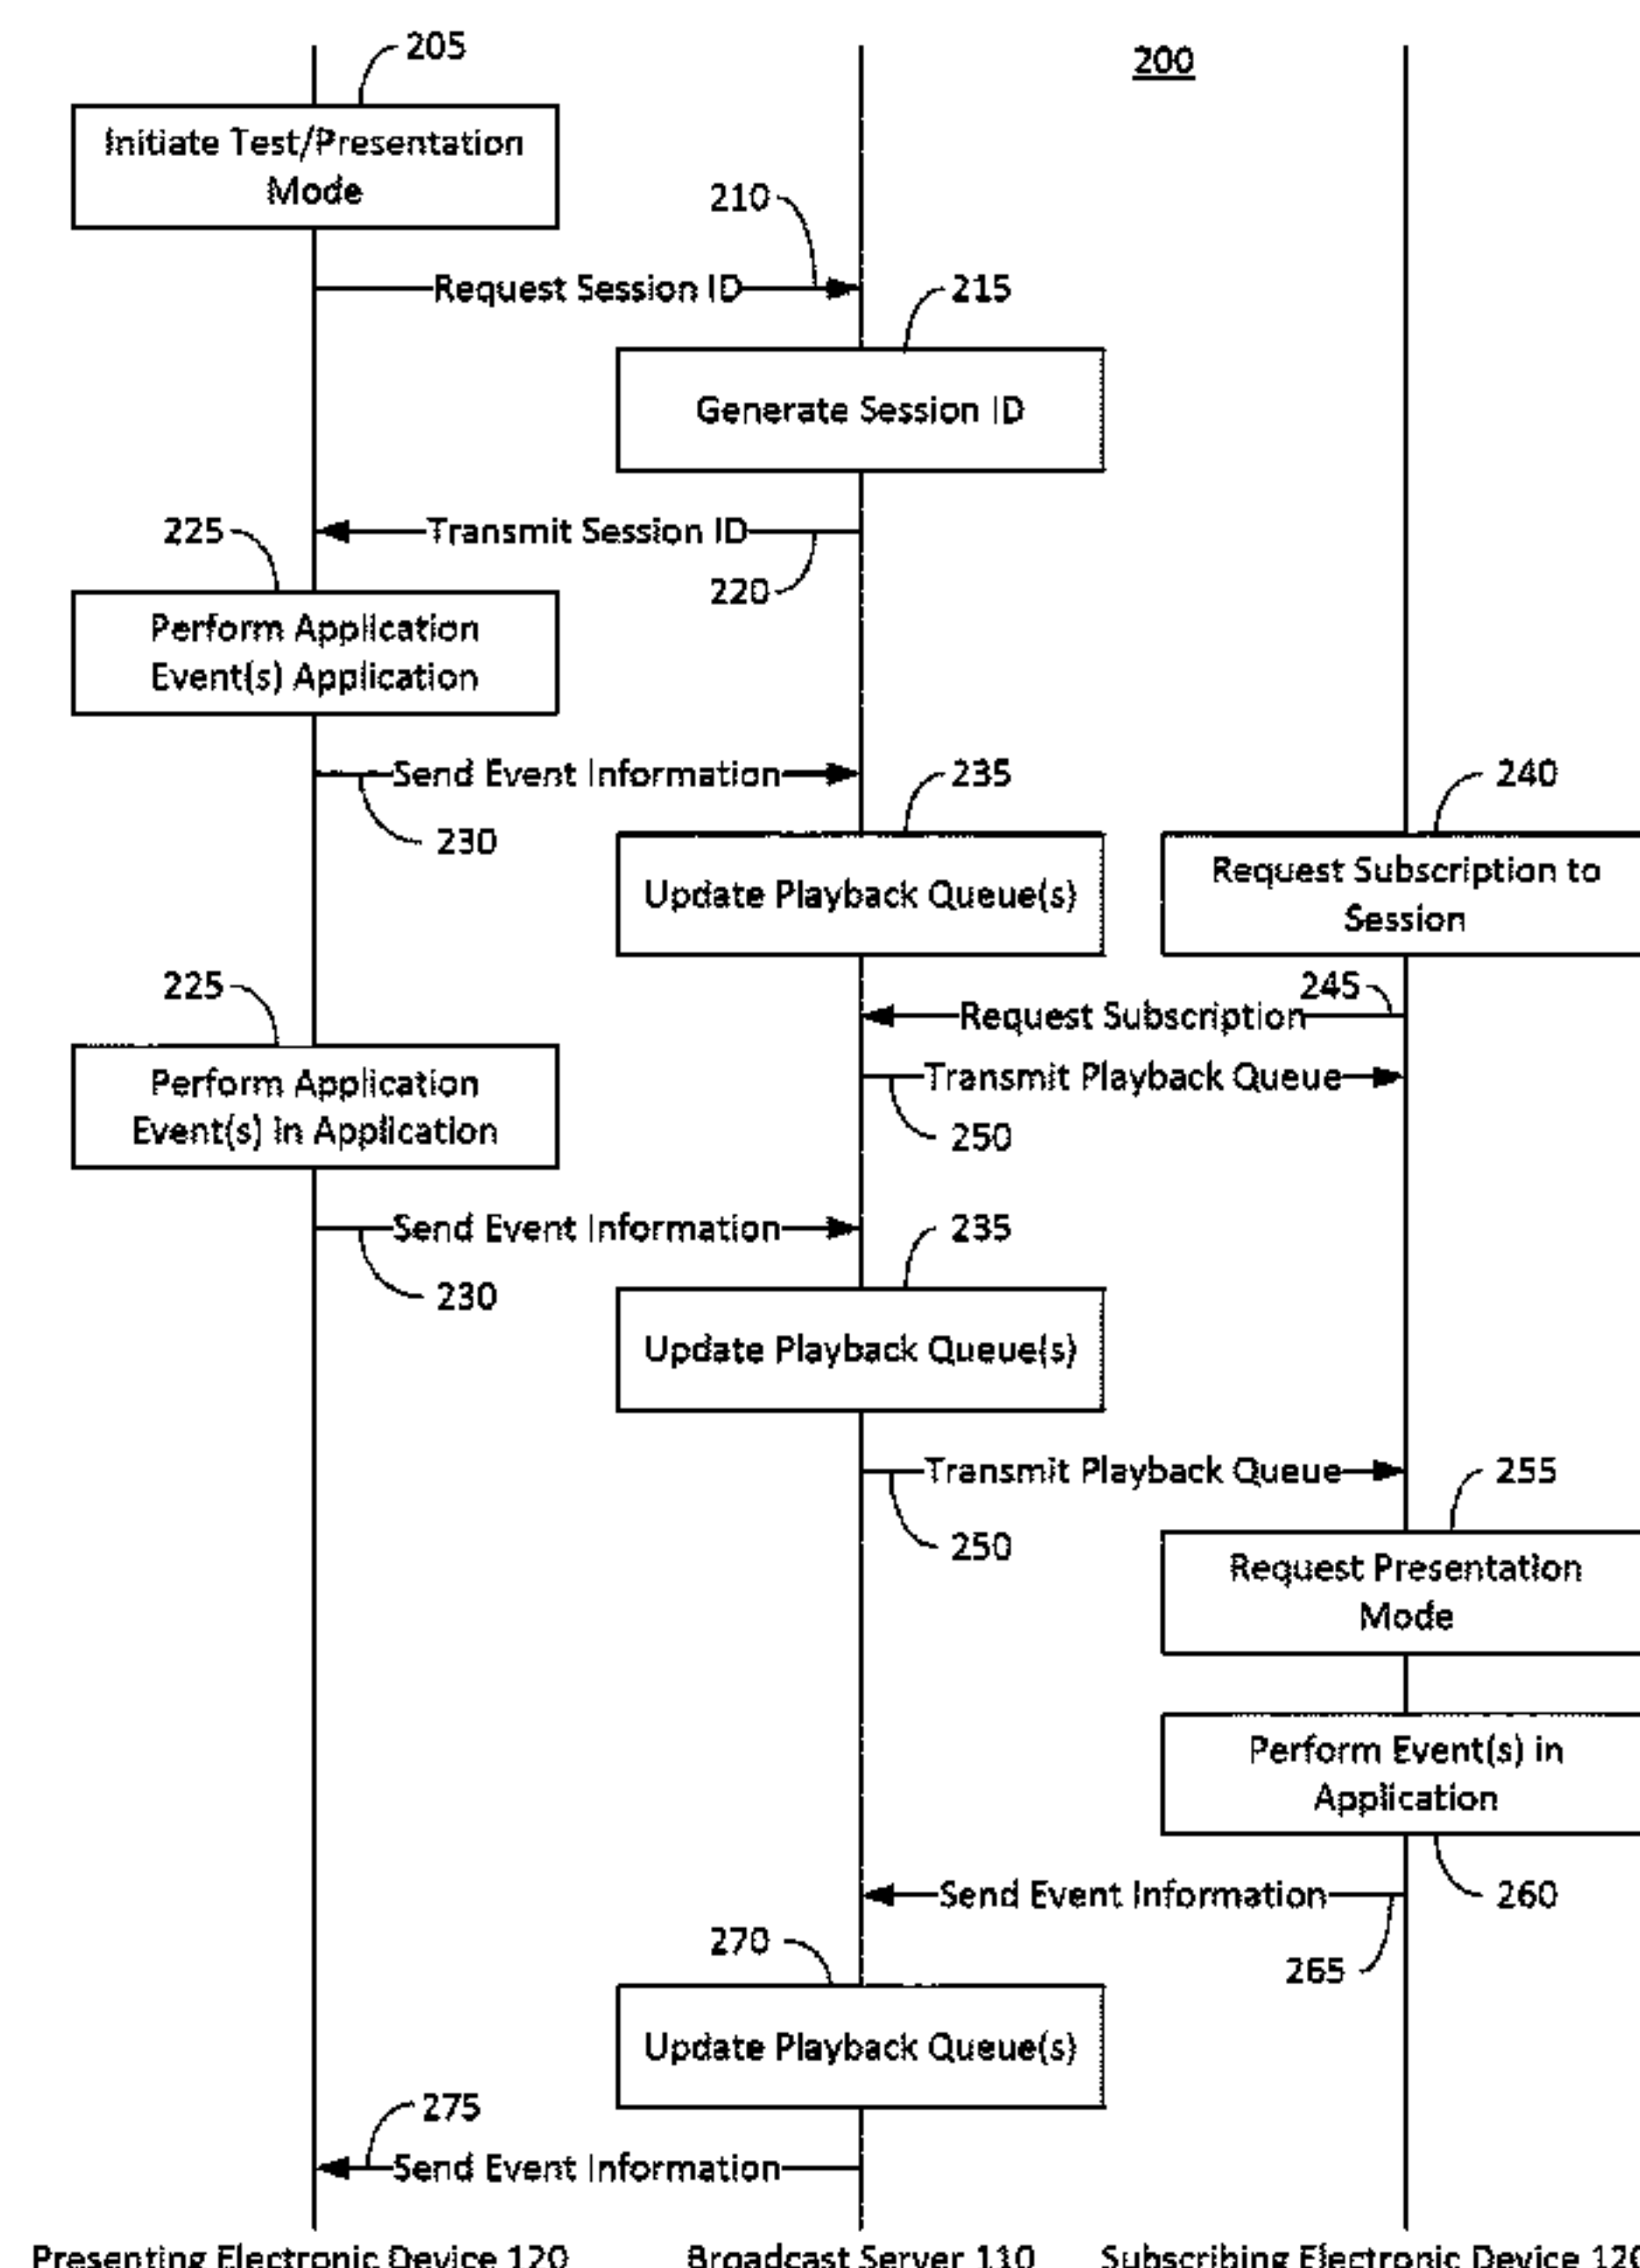 205
200
Initiate Test/Presentation
Mode
210
Request Session ID
215
Generate Session ID
225
Transmit Session ID
220
Perform Application
Event(s) Application
Send Event Information
235
240
230
Update Playback Queue(s)
Request Subscription to
Session
225
245
Request Subscription
Transmit Playback Queue
Perform Application
Event(s) in Application
250
Send Event Information
235
230
Update Playback Queue(s)
Transmit Playback Queue
255
250
Request Presentation
Mode
Perform Event(s) in
Application
Send Event Information
260
270
265
Update Playback Queue(s)
275
Send Event Information
Presenting Electronic Device 120
Broadcast Server 110
Subscribing Electronic Device 120